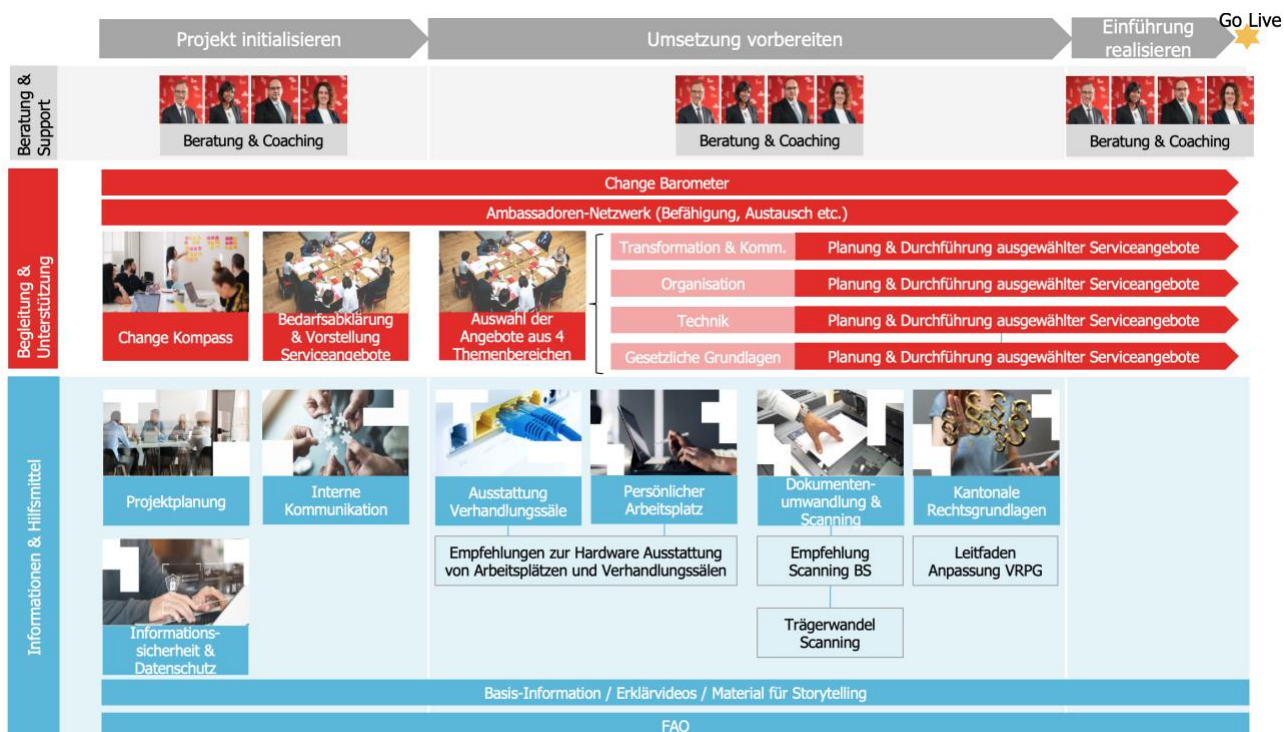 Go Live
Projekt initialisieren
Umsetzung vorbereiten
Einführung
realisieren
Beratung &
Support
Beratung & Coaching
Beratung & Coaching
Beratung & Coaching
Begleitung &
Unterstützung
Change Barometer
Ambassadoren-Netzwerk (Befähigung, Austausch etc.)
Change Kompass
Bedarfsabklärung
& Vorstellung
Serviceangebote
Auswahl der
Angebote aus 4
Themenbereichen
Transformation & Komm.
Planung & Durchführung ausgewählter Serviceangebote
Organisation
Planung & Durchführung ausgewählter Serviceangebote
Technik
Planung & Durchführung ausgewählter Serviceangebote
Gesetzliche Grundlagen
Planung & Durchführung ausgewählter Serviceangebote
Informationen & Hilfsmittel
Projektplanung
Interne
Kommunikation
Ausstattung
Verhandlungssäle
Persönlicher
Arbeitsplatz
Dokumenten-
umwandlung &
Scanning
Kantonale
Rechtsgrundlagen
Empfehlungen zur Hardware Ausstattung
von Arbeitsplätzen und Verhandlungssälen
Empfehlung
Scanning BS
Leitfaden
Anpassung VRPG
Trägerwandel
Scanning
Informations-
sicherheit &
Datenschutz
Basis-Information / Erklärvideos / Material für Storytelling
FAQ